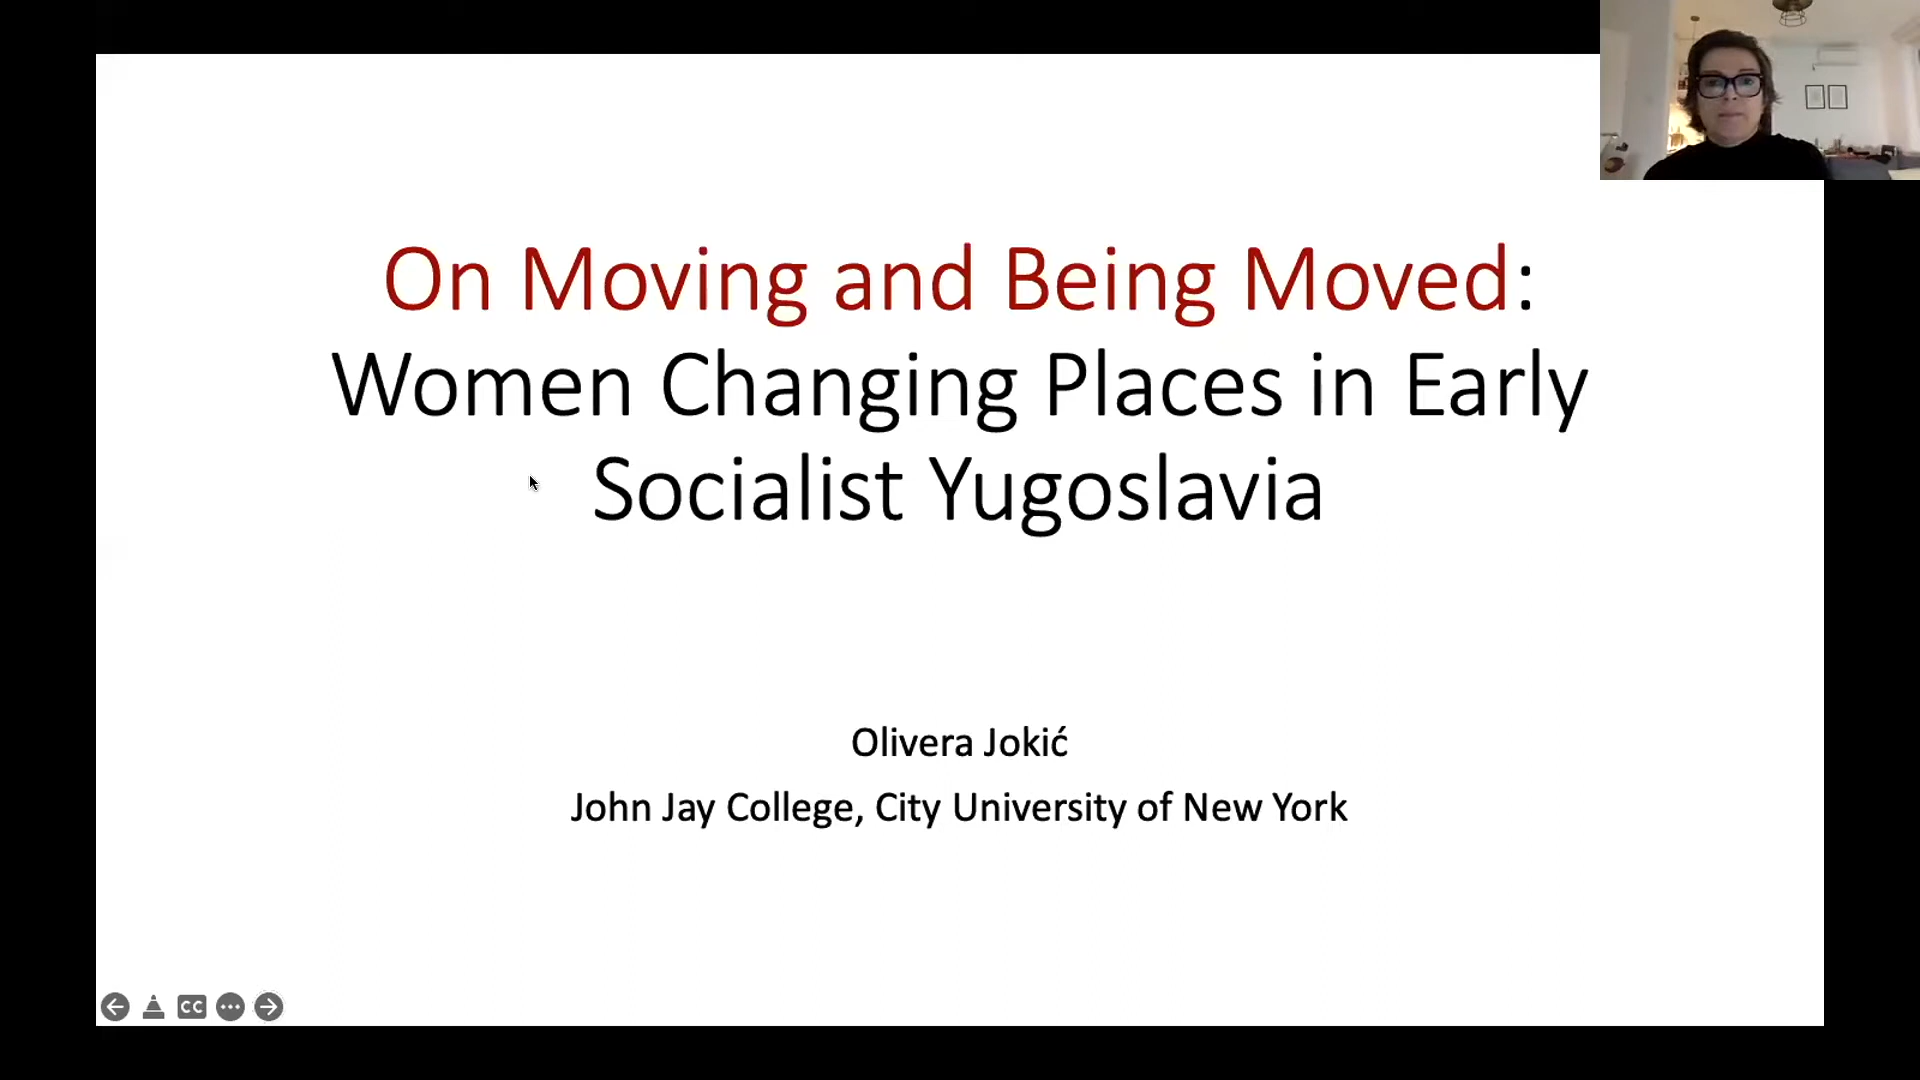 On Moving and Being Moved:
Women Changing Places in Early
Socialist Yugoslavia
Olivera Jokić
John Jay College, City University of New York
CC